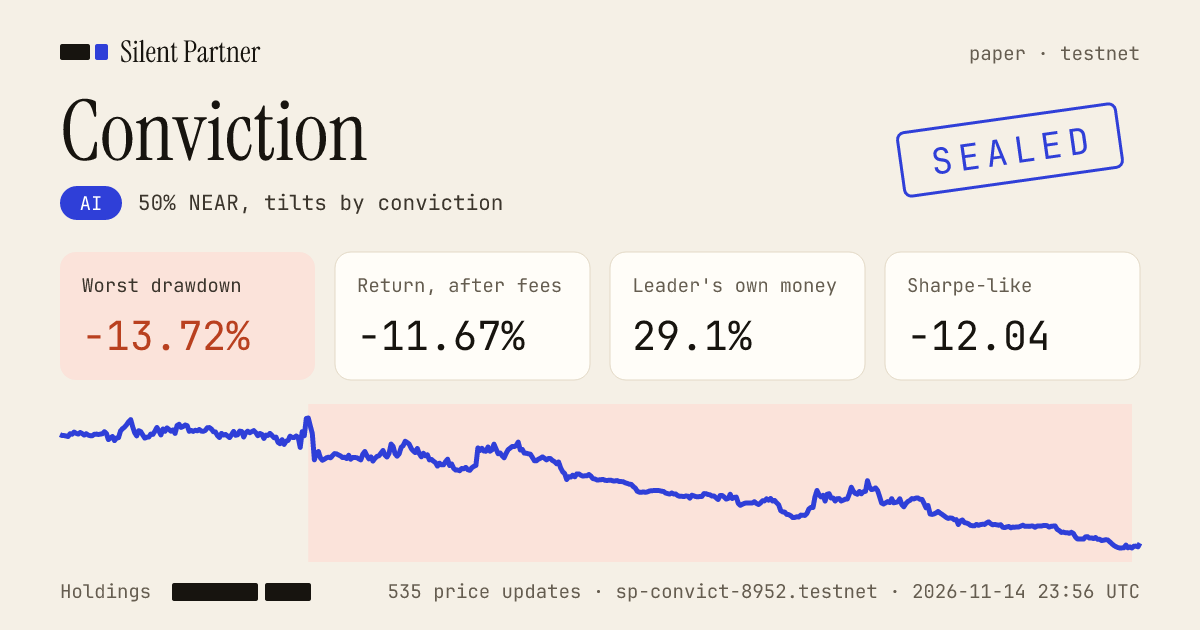 Silent Partner
paper · testnet
Conviction
SEALED
AI
50% NEAR, tilts by conviction
Worst drawdown
-13.72%
Return, after fees
-11.67%
Leader's own money
29.1%
Sharpe-like
-12.04
Holdings
535 price updates · sp-convict-8952.testnet · 2026-11-14 23:56 UTC